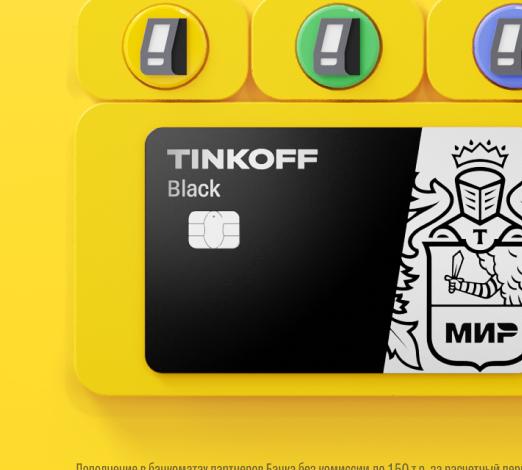 TINKOFF
Black
T
МИР
Пополнение в банкоматах партнеров Банка без комиссии до 150 т.р. за расчетный